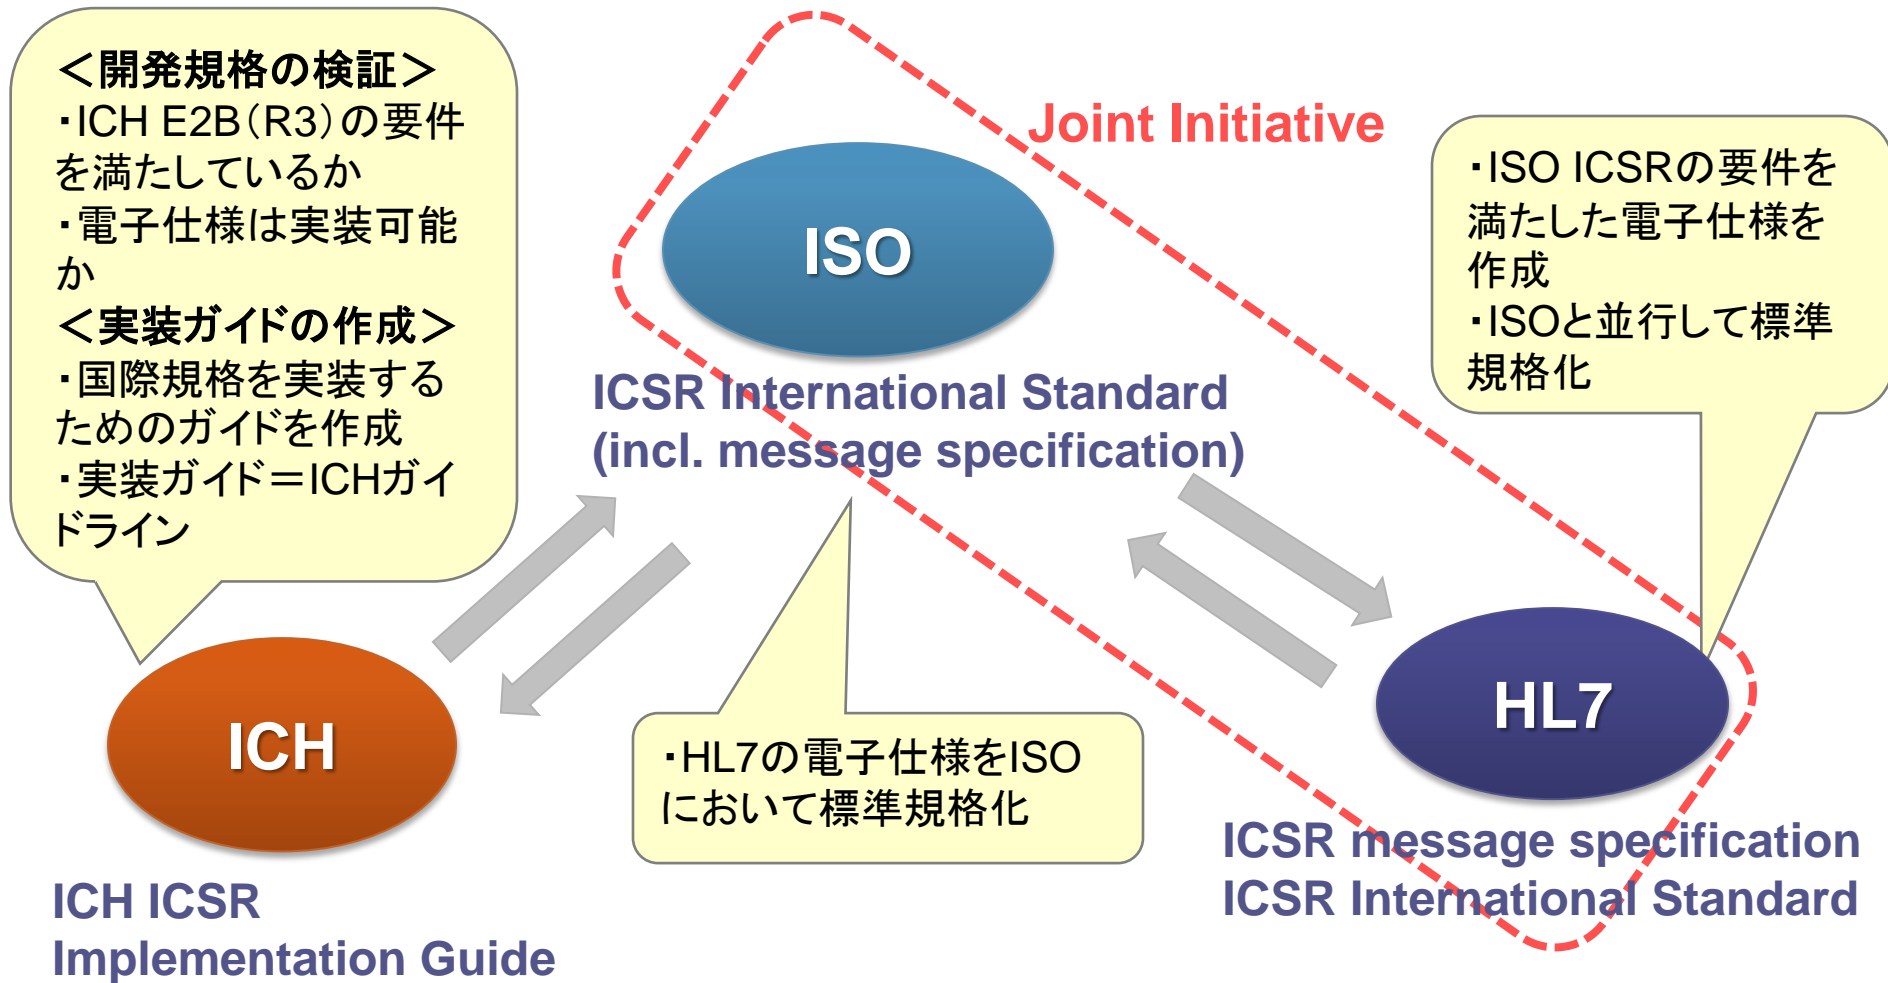 ＜開発規格の検証＞
・ICH E2B（R3）の要件
を満たしているか
・電子仕様は実装可能
か
＜実装ガイドの作成＞
・国際規格を実装する
ためのガイドを作成
・実装ガイド＝ICHガイ
ドライン
Joint Initiative
ISO
ICSR International Standard
(incl. message specification)
・ISO ICSRの要件を
満たした電子仕様を
作成
・ISOと並行して標準
規格化
ICH
ICH ICSR
Implementation Guide
・HL7の電子仕様をISO
において標準規格化
HL7
ICSR message specification
ICSR International Standard